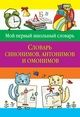 Мой первый школьный словарь
Словарь
синонимов, антонимов
и омонимов